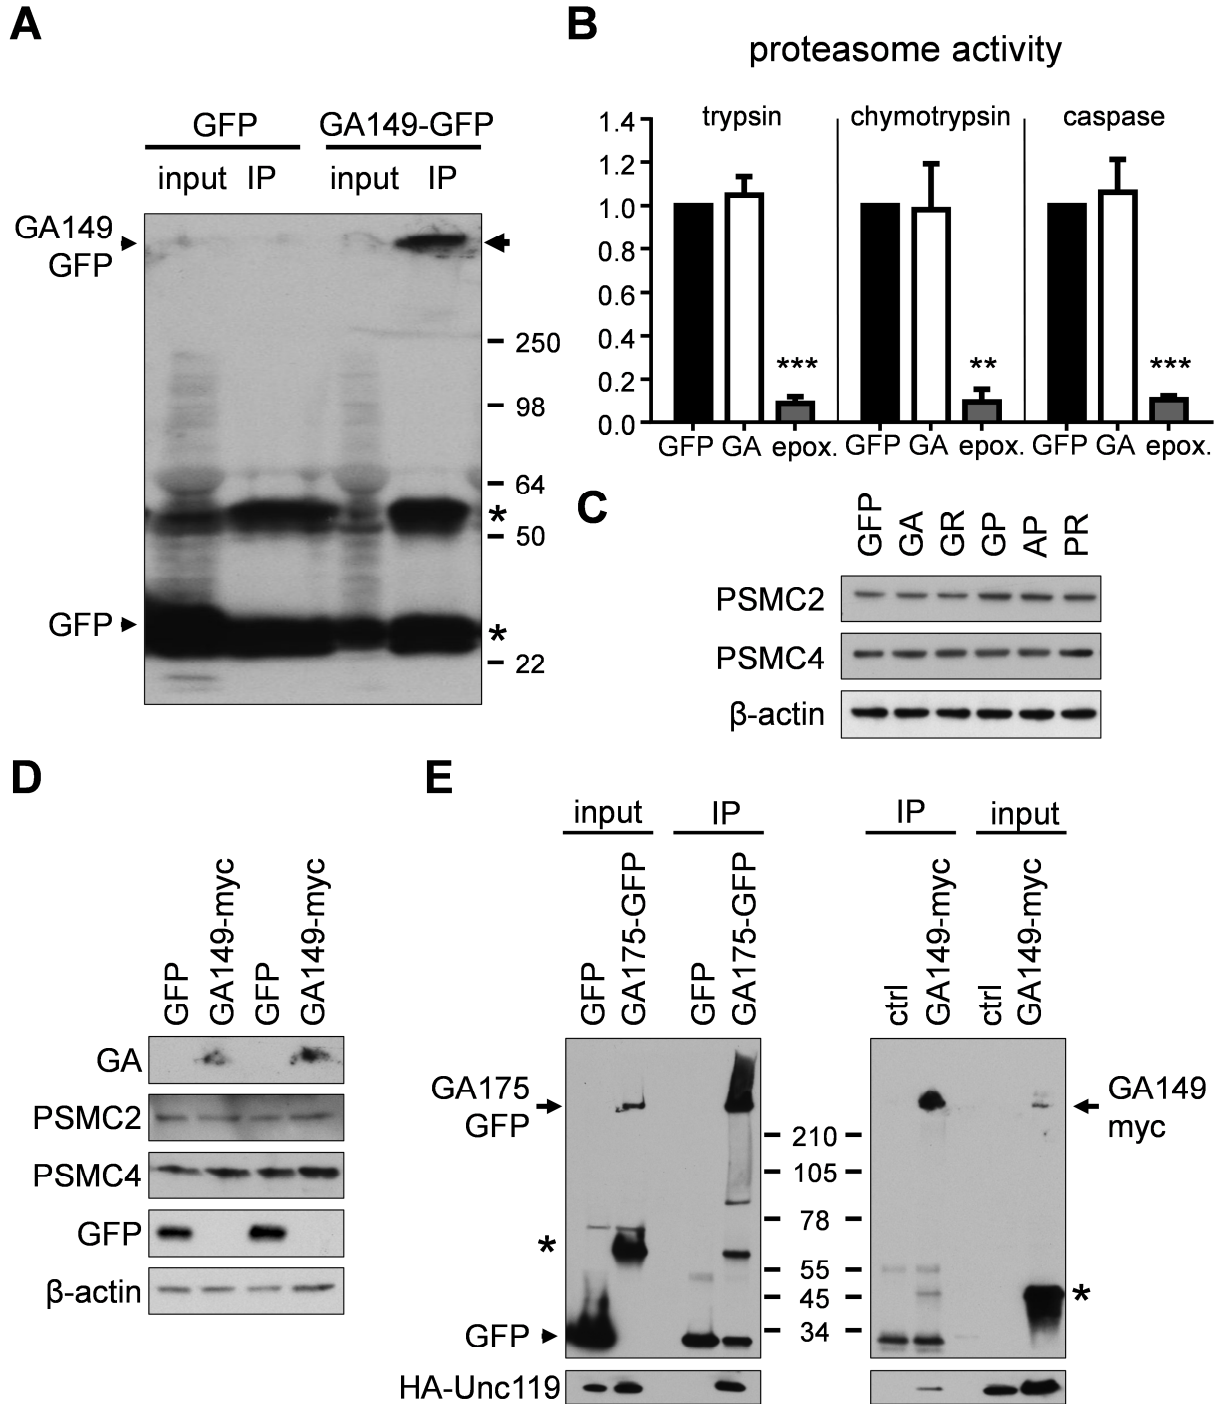 A
GFP GA149-GFP
input IP input IP
GA149
GFP
250
98
64
*
50
GFP
*
22
B
proteasome activity
trypsin chymotrypsin caspase
1.4
1.2
1.0
0.8
0.6
0.4
0.2
0.0
*** ** ***
GFP GA epox. GFP GA epox. GFP GA epox.
C
GFP GA GR GP AP PR
PSMC2
PSMC4
β-actin
D
GFP GA149-myc GFP GA149-myc
GA
PSMC2
PSMC4
GFP
β-actin
E
input IP IP input
GFP GA175-GFP GFP GA175-GFP ctrl GA149-myc ctrl GA149-myc
GA175
GFP
GA149
myc
210
105
78
*
55
45
*
34
GFP
HA-Unc119